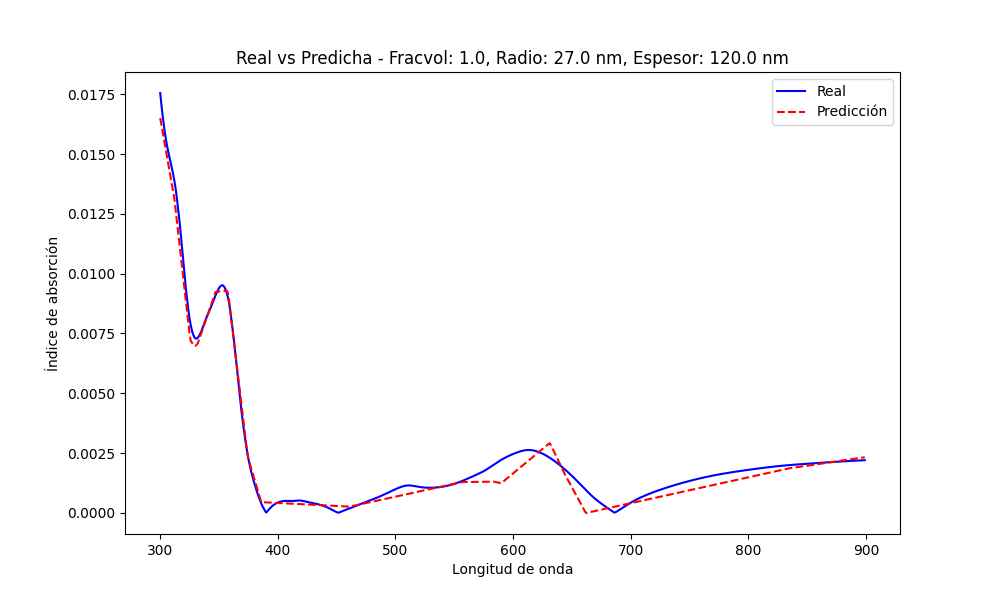 Real vs Predicha - Fracvol: 1.0, Radio: 27.0 nm, Espesor: 120.0 nm
Real
Predicción
Índice de absorción
0.0175
0.0150
0.0125
0.0100
0.0075
0.0050
0.0025
0.0000
300 400 500 600 700 800 900
Longitud de onda